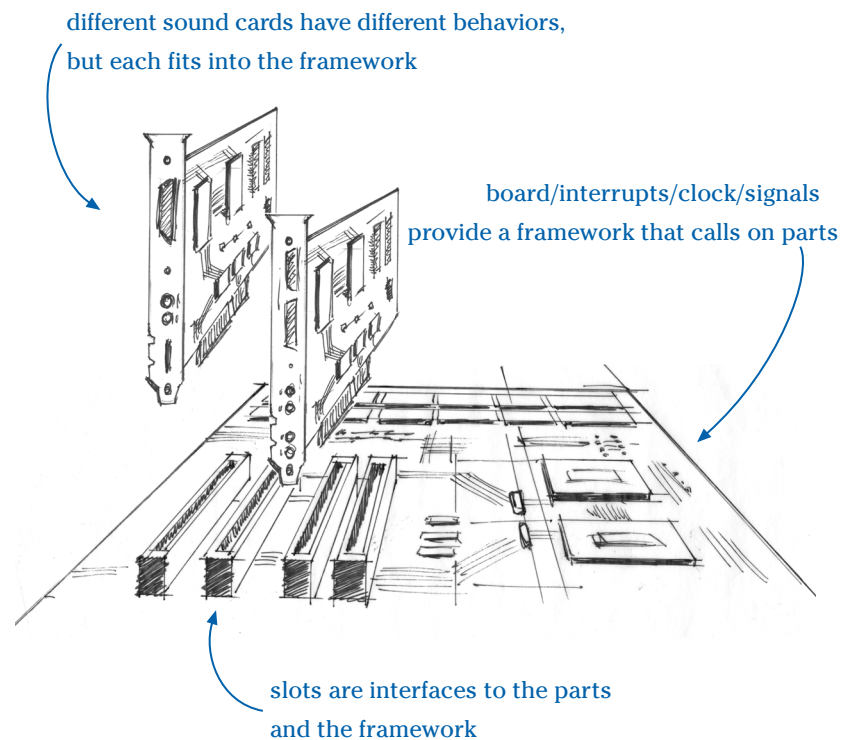 different sound cards have different behaviors,
but each fits into the framework
board/interrupts/clock/signals
provide a framework that calls on parts
slots are interfaces to the parts
and the framework